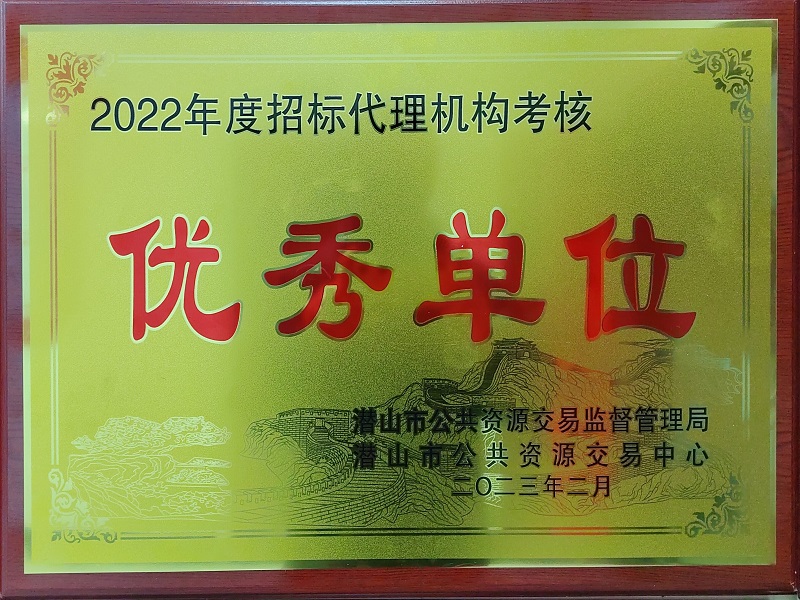 2022年度招标代理机构考核
优秀单位
潜山市公共资源交易监督管理局
潜山市公共资源交易中心
二〇二三年二月